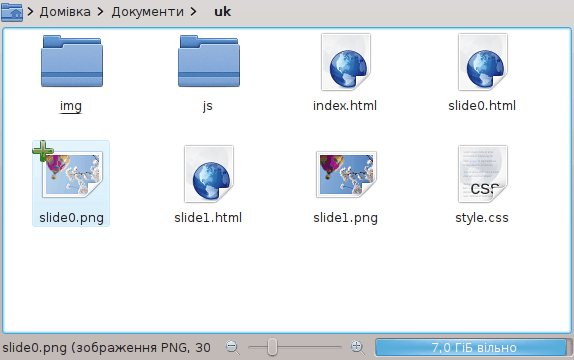 Домівка Документи uk
img js index.html slide0.html
slide0.png slide1.html slide1.png style.css
slide0.png (зображення PNG, 30 7,0 ГіБ вільно